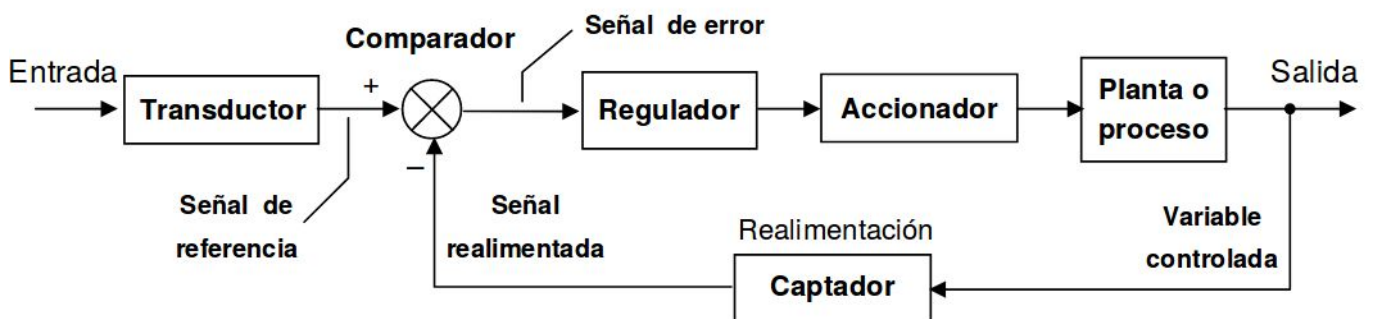 Entrada
Transductor
Señal de
referencia
Comparador
+
−
Señal de error
Regulador
Accionador
Planta o
proceso
Salida
Variable
controlada
Realimentación
Captador
Señal
realimentada